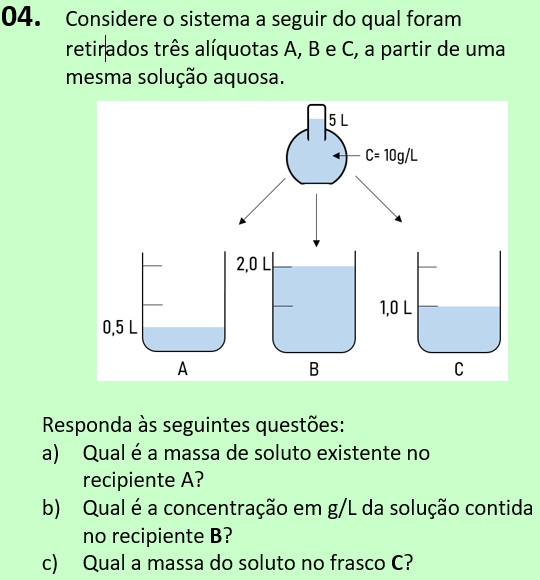 04. Considere o sistema a seguir do qual foram
retirados três alíquotas A, B e C, a partir de uma
mesma solução aquosa.
5 L
C= 10g/L
2,0 L
1,0 L
0,5 L
A B C
Responda às seguintes questões:
a) Qual é a massa de soluto existente no
recipiente A?
b) Qual é a concentração em g/L da solução contida
no recipiente B?
c) Qual a massa do soluto no frasco C?